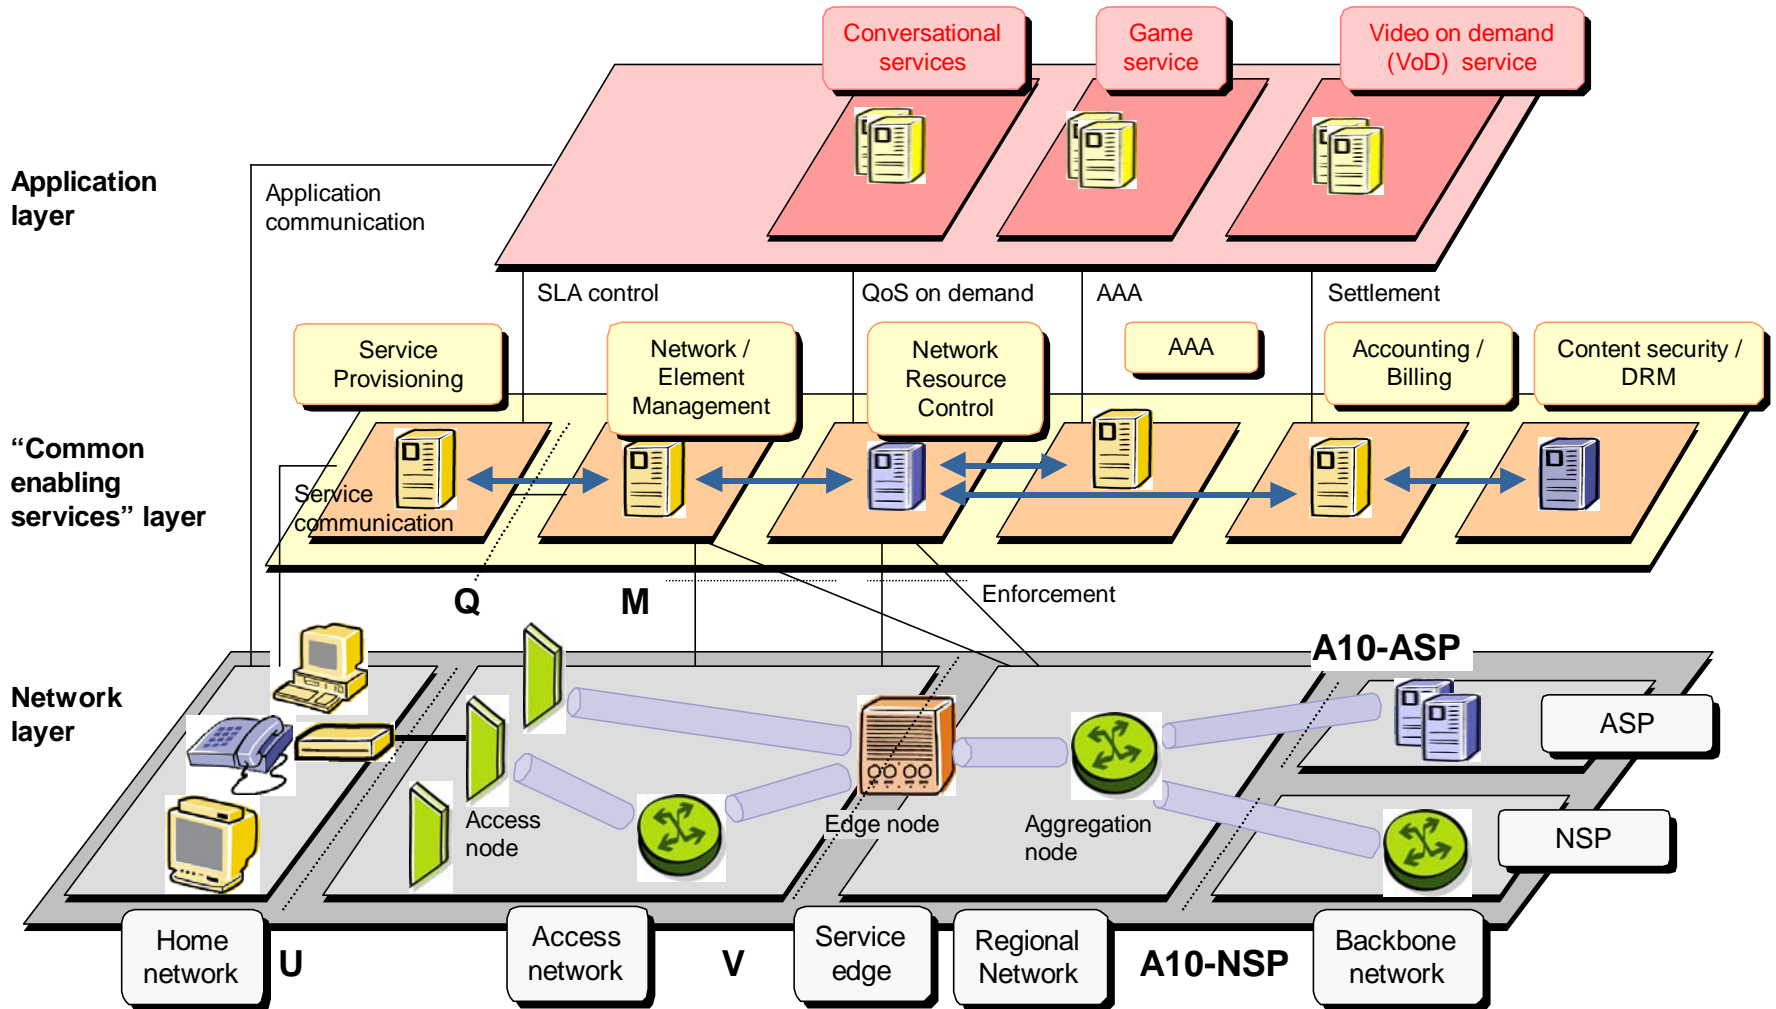 Conversational
services
Game
service
Video on demand
(VoD) service
Application
layer
Application
communication
SLA control
QoS on demand
AAA
Settlement
Service
Provisioning
Network /
Element
Management
Network
Resource
Control
AAA
Accounting /
Billing
Content security /
DRM
“Common
enabling
services” layer
Service
communication
Q
M
Enforcement
A10-ASP
Network
layer
ASP
Access
node
Edge node
Aggregation
node
NSP
Home
network
U
Access
network
V
Service
edge
Regional
Network
A10-NSP
Backbone
network